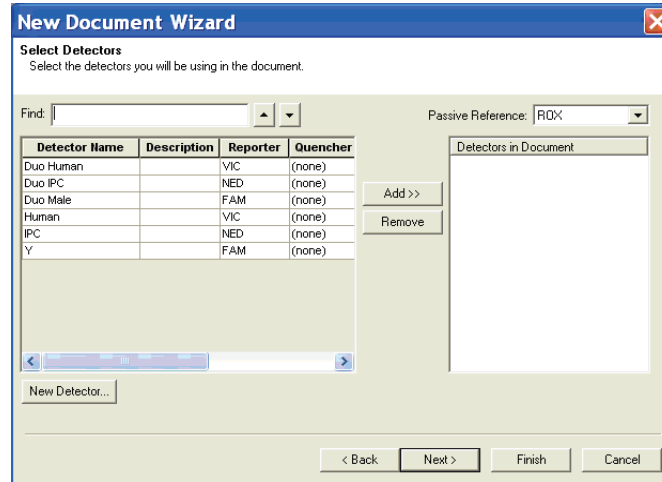 New Document Wizard
Select Detectors
Select the detectors you will be using in the document.
Find:
Passive Reference: ROX
Detector Name Description Reporter Quencher
Duo Human VIC (none)
Duo IPC NED (none)
Duo Male FAM (none)
Human VIC (none)
IPC NED (none)
Y FAM (none)
Add >>
Remove
Detectors in Document
New Detector...
< Back Next > Finish Cancel